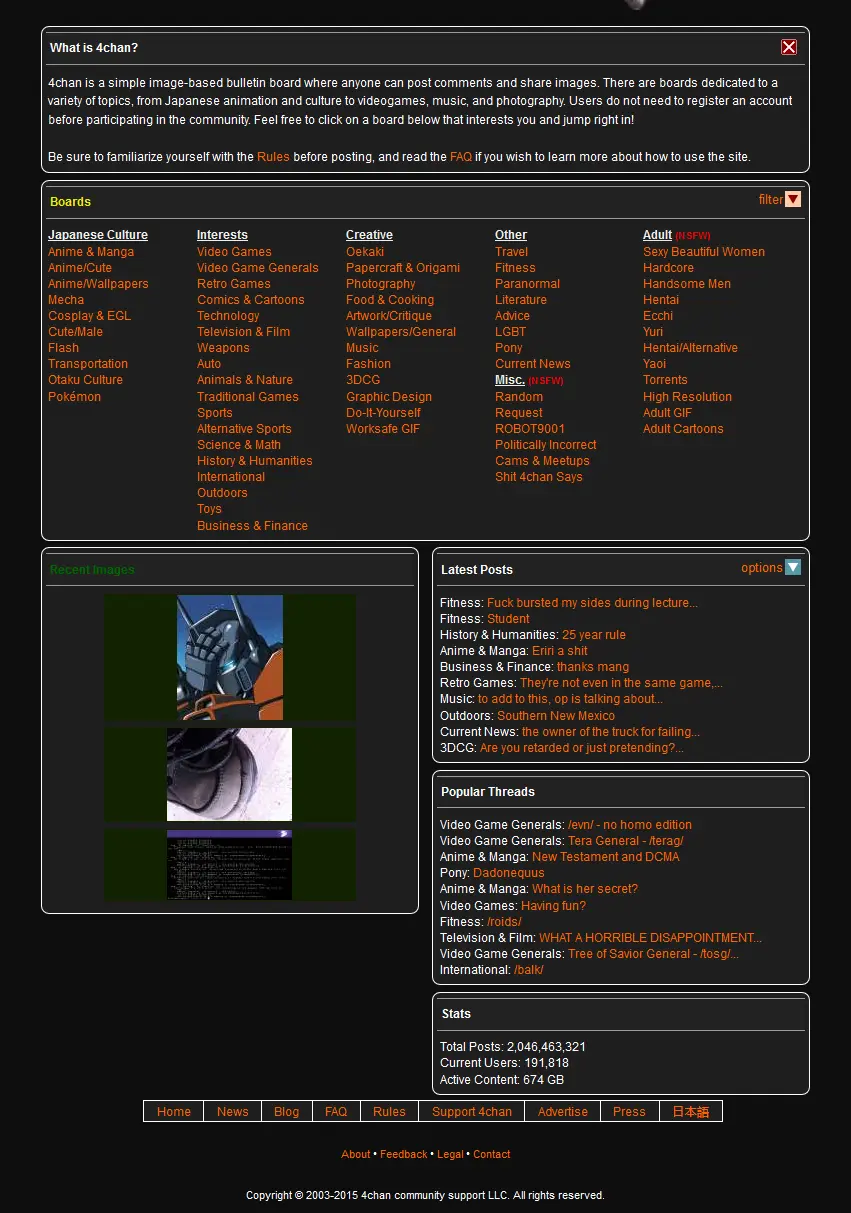 What is 4chan?
4chan is a simple image-based bulletin board where anyone can post comments and share images. There are boards dedicated to a
variety of topics, from Japanese animation and culture to videogames, music, and photography. Users do not need to register an account
before participating in the community. Feel free to click on a board below that interests you and jump right in!
Be sure to familiarize yourself with the Rules before posting, and read the FAQ if you wish to learn more about how to use the site.
Boards
filter
Japanese Culture
Anime & Manga
Anime/Cute
Anime/Wallpapers
Mecha
Cosplay & EGL
Cute/Male
Flash
Transportation
Otaku Culture
Pokémon
Interests
Video Games
Video Game Generals
Retro Games
Comics & Cartoons
Technology
Television & Film
Weapons
Auto
Animals & Nature
Traditional Games
Sports
Alternative Sports
Science & Math
History & Humanities
International
Outdoors
Toys
Business & Finance
Creative
Oekaki
Papercraft & Origami
Photography
Food & Cooking
Artwork/Critique
Wallpapers/General
Music
Fashion
3DCG
Graphic Design
Do-It-Yourself
Worksafe GIF
Other
Travel
Fitness
Paranormal
Literature
Advice
LGBT
Pony
Current News
Misc. (NSFW)
Random
Request
ROBOT9001
Politically Incorrect
Cams & Meetups
Shit 4chan Says
Adult (NSFW)
Sexy Beautiful Women
Hardcore
Handsome Men
Hentai
Ecchi
Yuri
Hentai/Alternative
Yaoi
Torrents
High Resolution
Adult GIF
Adult Cartoons
Recent Images
Latest Posts
options
Fitness: Fuck bursted my sides during lecture...
Fitness: Student
History & Humanities: 25 year rule
Anime & Manga: Eriri a shit
Business & Finance: thanks mang
Retro Games: They're not even in the same game,...
Music: to add to this, op is talking about...
Outdoors: Southern New Mexico
Current News: the owner of the truck for failing...
3DCG: Are you retarded or just pretending?...
Popular Threads
Video Game Generals: /evn/ - no homo edition
Video Game Generals: Tera General - /terag/
Anime & Manga: New Testament and DCMA
Pony: Dadonequus
Anime & Manga: What is her secret?
Video Games: Having fun?
Fitness: /roids/
Television & Film: WHAT A HORRIBLE DISAPPOINTMENT...
Video Game Generals: Tree of Savior General - /tosg/...
International: /balk/
Stats
Total Posts: 2,046,463,321
Current Users: 191,818
Active Content: 674 GB
Home News Blog FAQ Rules Support 4chan Advertise Press 日本語
About • Feedback • Legal • Contact
Copyright © 2003-2015 4chan community support LLC. All rights reserved.